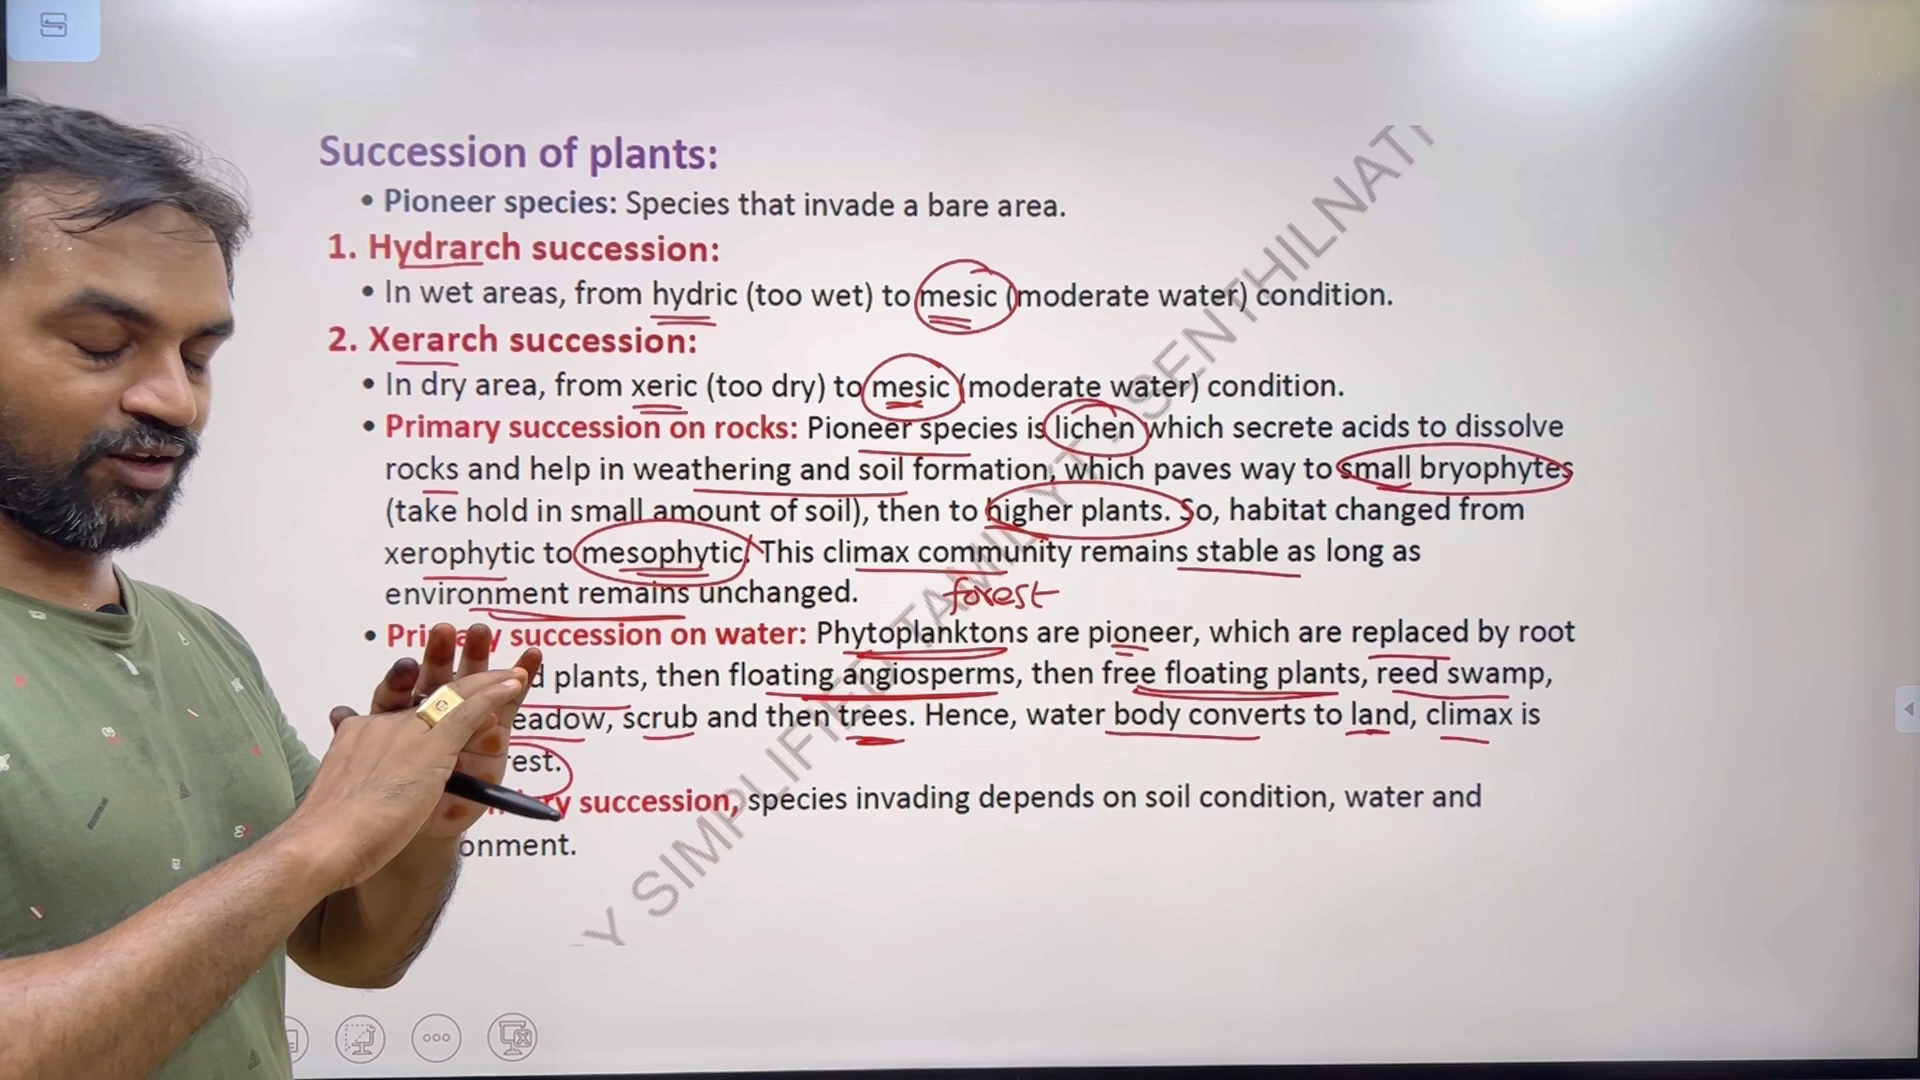 Succession of plants:
• Pioneer species: Species that invade a bare area.
1. Hydrarch succession:
• In wet areas, from hydric (too wet) to mesic (moderate water) condition.
2. Xerarch succession:
• In dry area, from xeric (too dry) to mesic (moderate water) condition.
• Primary succession on rocks: Pioneer species is lichen which secrete acids to dissolve
rocks and help in weathering and soil formation, which paves way to small bryophytes
(take hold in small amount of soil), then to higher plants. So, habitat changed from
xerophytic to mesophytic. This climax community remains stable as long as
environment remains unchanged.
forest
• Primary succession on water: Phytoplanktons are pioneer, which are replaced by root
plants, then floating angiosperms, then free floating plants, reed swamp,
eadow, scrub and then trees. Hence, water body converts to land, climax is
rest.
succession, species invading depends on soil condition, water and
onment.
Y SIMPLIFIED TAMIL YT, SENTHILNAT